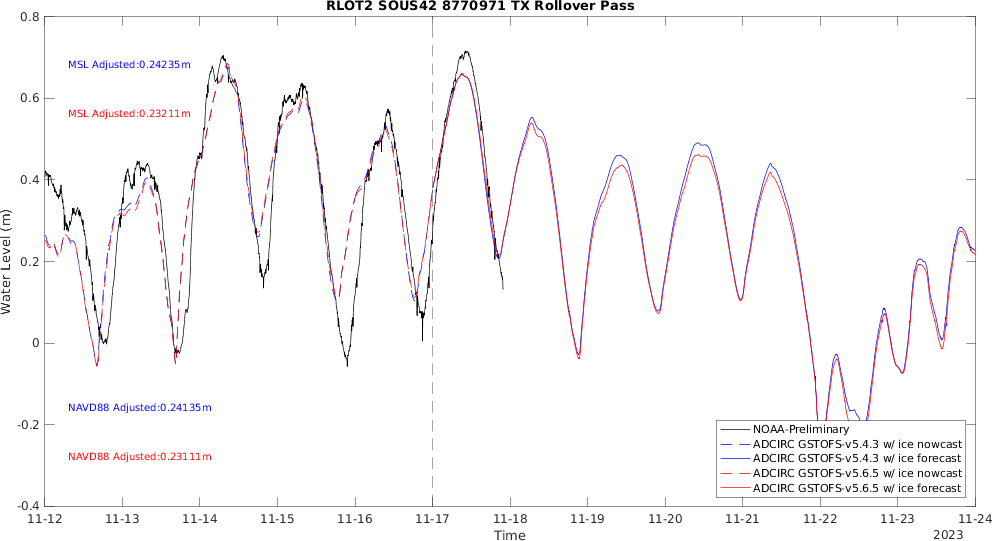 RLOT2 SOUS42 8770971 TX Rollover Pass
0.8
0.6
0.4
0.2
0
-0.2
-0.4
Water Level (m)
MSL Adjusted:0.24235m
MSL Adjusted:0.23211m
NAVD88 Adjusted:0.24135m
NAVD88 Adjusted:0.23111m
NOAA-Preliminary
ADCIRC GSTOFS-v5.4.3 w/ ice nowcast
ADCIRC GSTOFS-v5.4.3 w/ ice forecast
ADCIRC GSTOFS-v5.6.5 w/ ice nowcast
ADCIRC GSTOFS-v5.6.5 w/ ice forecast
11-12 11-13 11-14 11-15 11-16 11-17 11-18 11-19 11-20 11-21 11-22 11-23 11-24
Time
2023